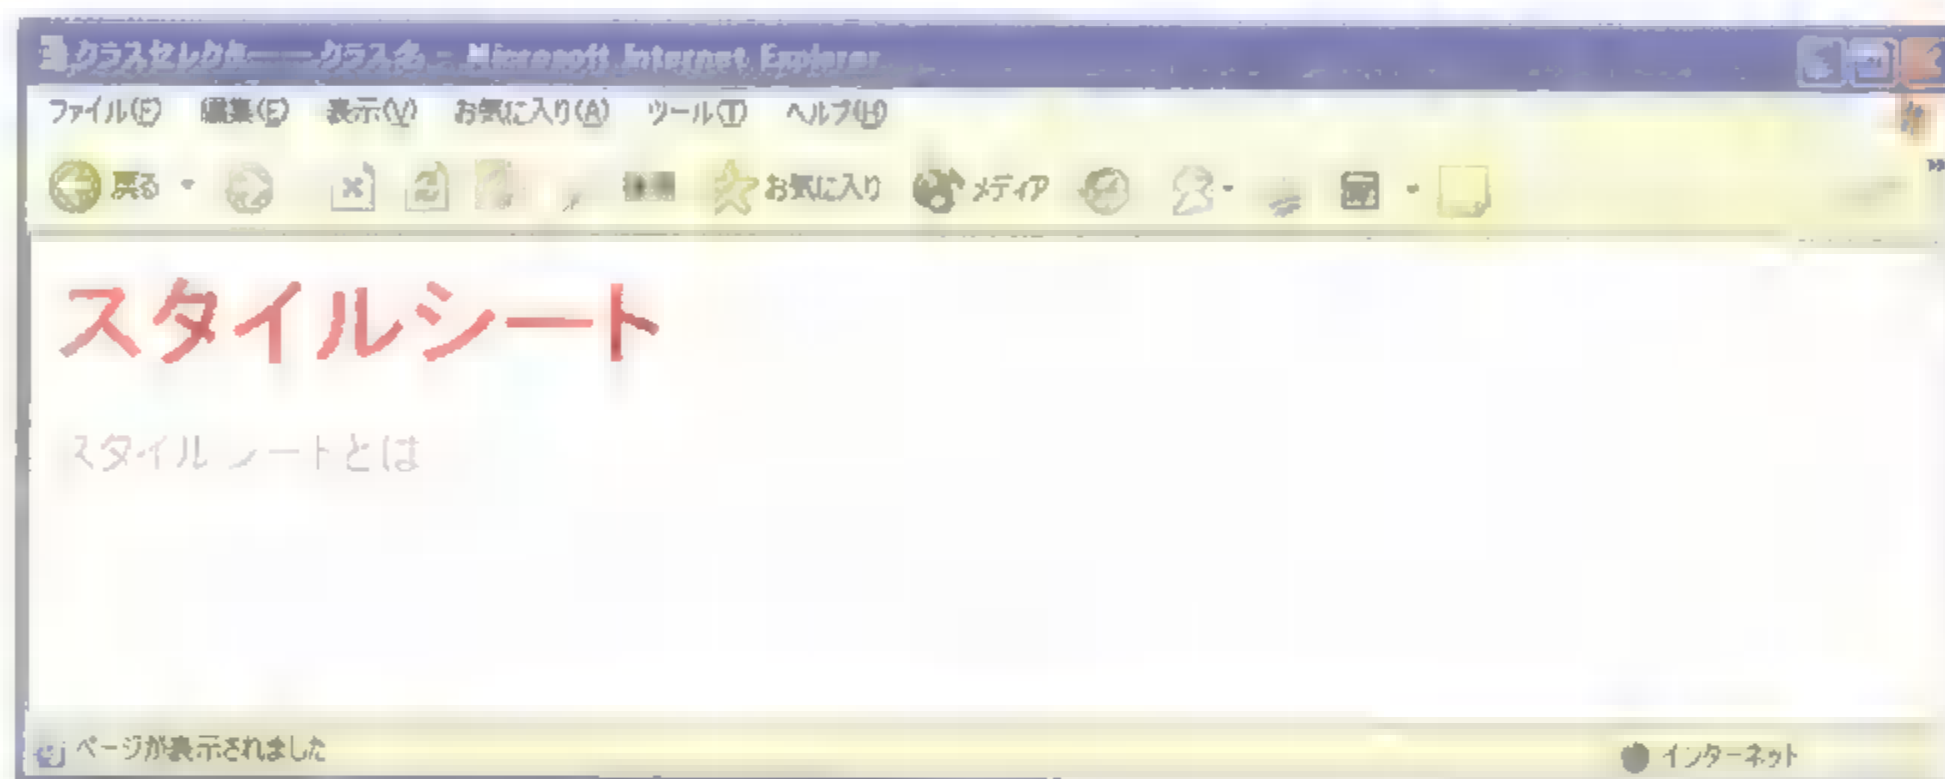 クラスセレクタ――クラス名 - Microsoft Internet Explorer
ファイル(F) 編集(E) 表示(V) お気に入り(A) ツール(T) ヘルプ(H)
戻る お気に入り メディア
スタイルシート
スタイルシートとは
ページが表示されました インターネット